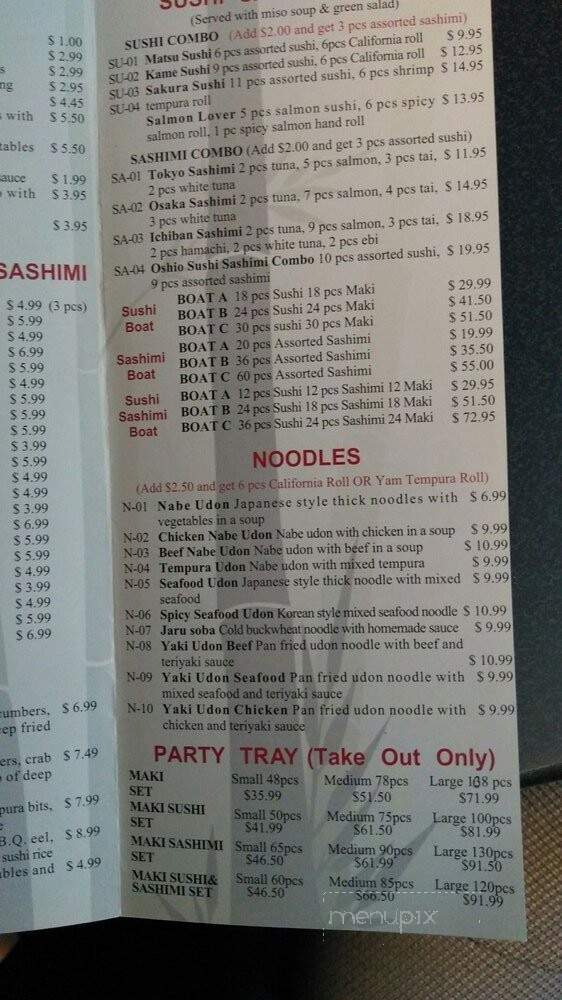 $ 1.00
$ 2.99
s $ 2.99
ng $ 2.95
$ 4.45
s with $ 5.50
tables $ 5.50
sauce $ 1.99
o with $ 3.95
$ 3.95
SASHIMI
$ 4.99 (3 pcs)
$ 5.99
$ 4.99
$ 6.99
$ 5.99
$ 4.99
$ 5.99
$ 5.99
$ 5.99
$ 3.99
$ 5.99
$ 4.99
$ 4.99
$ 3.99
$ 6.99
$ 5.99
$ 5.99
$ 4.99
$ 3.99
$ 4.99
$ 5.99
$ 6.99
cumbers, $ 6.99
ep fried
ers, crab $ 7.49
o of deep
pura bits, $ 7.99
e
B.Q. eel, $ 8.99
sushi rice
bles and $ 4.99
(Served with miso soup & green salad)
SUSHI COMBO (Add $2.00 and get 3 pcs assorted sashimi)
SU-01 Matsu Sushi 6 pcs assorted sushi, 6pcs California roll $ 9.95
SU-02 Kame Sushi 9 pcs assorted sushi, 6 pcs California roll $ 12.95
SU-03 Sakura Sushi 11 pcs assorted sushi, 6 pcs shrimp $ 14.95
SU-04 tempura roll
Salmon Lover 5 pcs salmon sushi, 6 pcs spicy $ 13.95
salmon roll, 1 pc spicy salmon hand roll
SASHIMI COMBO (Add $2.00 and get 3 pcs assorted sushi)
SA-01 Tokyo Sashimi 2 pcs tuna, 5 pcs salmon, 3 pcs tai, $ 11.95
2 pcs white tuna
SA-02 Osaka Sashimi 2 pcs tuna, 7 pcs salmon, 4 pcs tai, $ 14.95
3 pcs white tuna
SA-03 Ichiban Sashimi 2 pcs tuna, 9 pcs salmon, 3 pcs tai, $ 18.95
2 pcs hamachi, 2 pcs white tuna, 2 pcs ebi
SA-04 Oshio Sushi Sashimi Combo 10 pcs assorted sushi, $ 19.95
9 pcs assorted sashimi
Sushi Boat
BOAT A 18 pcs Sushi 18 pcs Maki $ 29.99
BOAT B 24 pcs Sushi 24 pcs Maki $ 41.50
BOAT C 30 pcs sushi 30 pcs Maki $ 51.50
Sashimi Boat
BOAT A 20 pcs Assorted Sashimi $ 19.99
BOAT B 36 pcs Assorted Sashimi $ 35.50
BOAT C 60 pcs Assorted Sashimi $ 55.00
Sushi Sashimi Boat
BOAT A 12 pcs Sushi 12 pcs Sashimi 12 Maki $ 29.95
BOAT B 24 pcs Sushi 18 pcs Sashimi 18 Maki $ 51.50
BOAT C 36 pcs Sushi 24 pcs Sashimi 24 Maki $ 72.95
NOODLES
(Add $2.50 and get 6 pcs California Roll OR Yam Tempura Roll)
N-01 Nabe Udon Japanese style thick noodles with $ 6.99
vegetables in a soup
N-02 Chicken Nabe Udon Nabe udon with chicken in a soup $ 9.99
N-03 Beef Nabe Udon Nabe udon with beef in a soup $ 10.99
N-04 Tempura Udon Nabe udon with mixed tempura $ 9.99
N-05 Seafood Udon Japanese style thick noodle with mixed $ 9.99
seafood
N-06 Spicy Seafood Udon Korean style mixed seafood noodle $ 10.99
N-07 Jaru soba Cold buckwheat noodle with homemade sauce $ 9.99
N-08 Yaki Udon Beef Pan fried udon noodle with beef and
teriyaki sauce $ 10.99
N-09 Yaki Udon Seafood Pan fried udon noodle with $ 9.99
mixed seafood and teriyaki sauce
N-10 Yaki Udon Chicken Pan fried udon noodle with $ 9.99
chicken and teriyaki sauce
PARTY TRAY (Take Out Only)
MAKI SET Small 48pcs Medium 78pcs Large 108 pcs
$35.99 $51.50 $71.99
MAKI SUSHI SET Small 50pcs Medium 75pcs Large 100pcs
$41.99 $61.50 $81.99
MAKI SASHIMI SET Small 65pcs Medium 90pcs Large 130pcs
$46.50 $61.99 $91.50
MAKI SUSHI& SASHIMI SET Small 60pcs Medium 85pcs Large 120pcs
$46.50 $66.50 $91.99
menupix